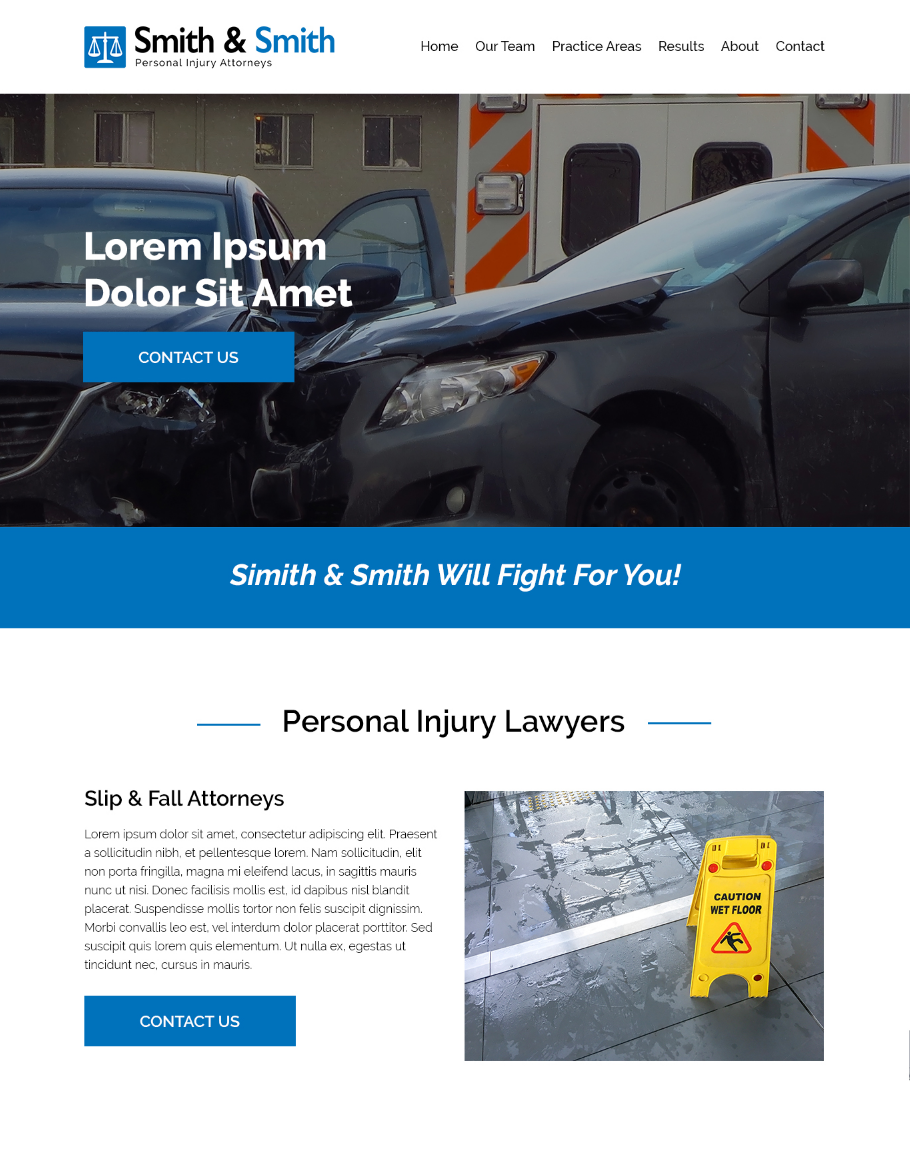 Smith & Smith
Personal Injury Attorneys
Home Our Team Practice Areas Results About Contact
Lorem Ipsum
Dolor Sit Amet
CONTACT US
Simith & Smith Will Fight For You!
Personal Injury Lawyers
Slip & Fall Attorneys
Lorem ipsum dolor sit amet, consectetur adipiscing elit. Praesent
a sollicitudin nibh, et pellentesque lorem. Nam sollicitudin, elit
non porta fringilla, magna mi eleifend lacus, in sagittis mauris
nunc ut nisi. Donec facilisis mollis est, id dapibus nisl blandit
placerat. Suspendisse mollis tortor non felis suscipit dignissim.
Morbi convallis leo est, vel interdum dolor placerat porttitor. Sed
suscipit quis lorem quis elementum. Ut nulla ex, egestas ut
tincidunt nec, cursus in mauris.
CONTACT US
CAUTION
WET FLOOR